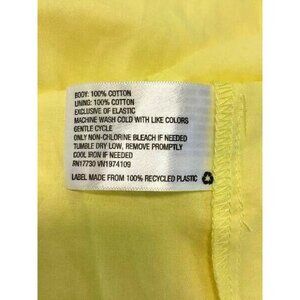 BODY: 100% COTTON
LINING: 100% COTTON
EXCLUSIVE OF ELASTIC
MACHINE WASH COLD WITH LIKE COLORS
GENTLE CYCLE
ONLY NON-CHLORINE BLEACH IF NEEDED
TUMBLE DRY LOW, REMOVE PROMPTLY
COOL IRON IF NEEDED
RN17730 VN1974109
LABEL MADE FROM 100% RECYCLED PLASTIC